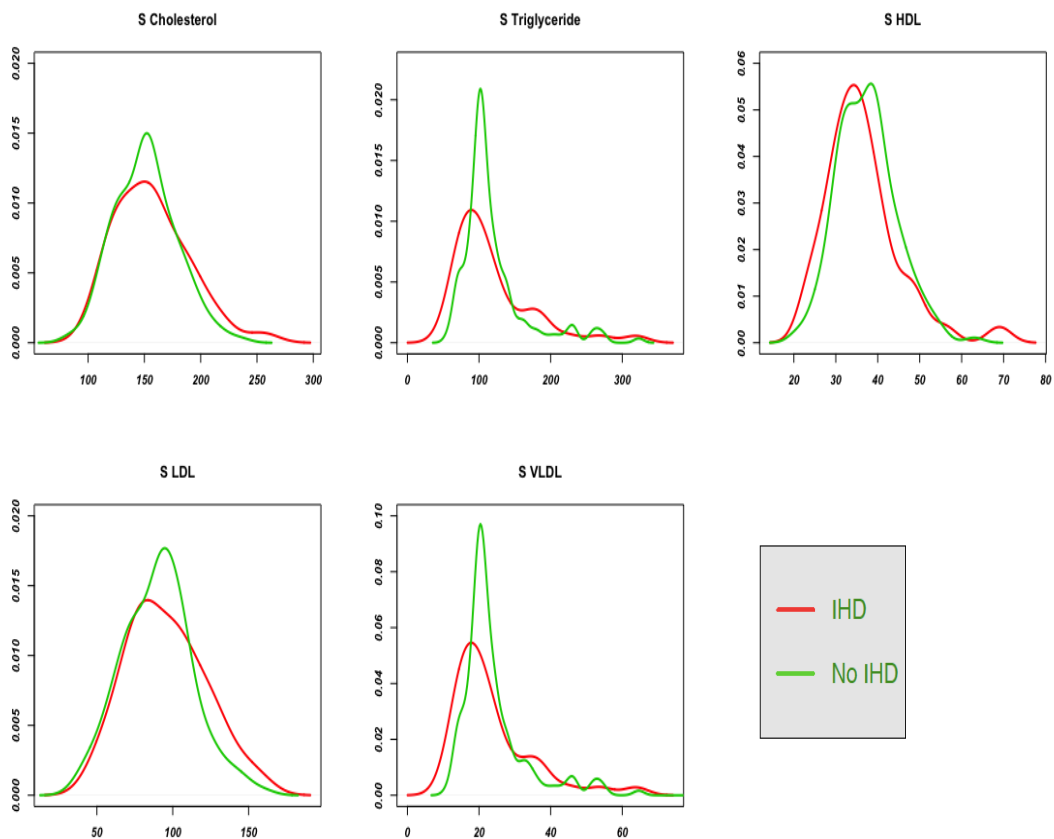 S Cholesterol
S Triglyceride
S HDL
0.020
0.015
0.010
0.005
0.000
100 150 200 250 300
0.020
0.015
0.010
0.005
0.000
0 100 200 300
0.06
0.05
0.04
0.03
0.02
0.01
0.00
20 30 40 50 60 70 80
S LDL
S VLDL
0.020
0.015
0.010
0.005
0.000
50 100 150
0.10
0.08
0.06
0.04
0.02
0.00
0 20 40 60
IHD
No IHD